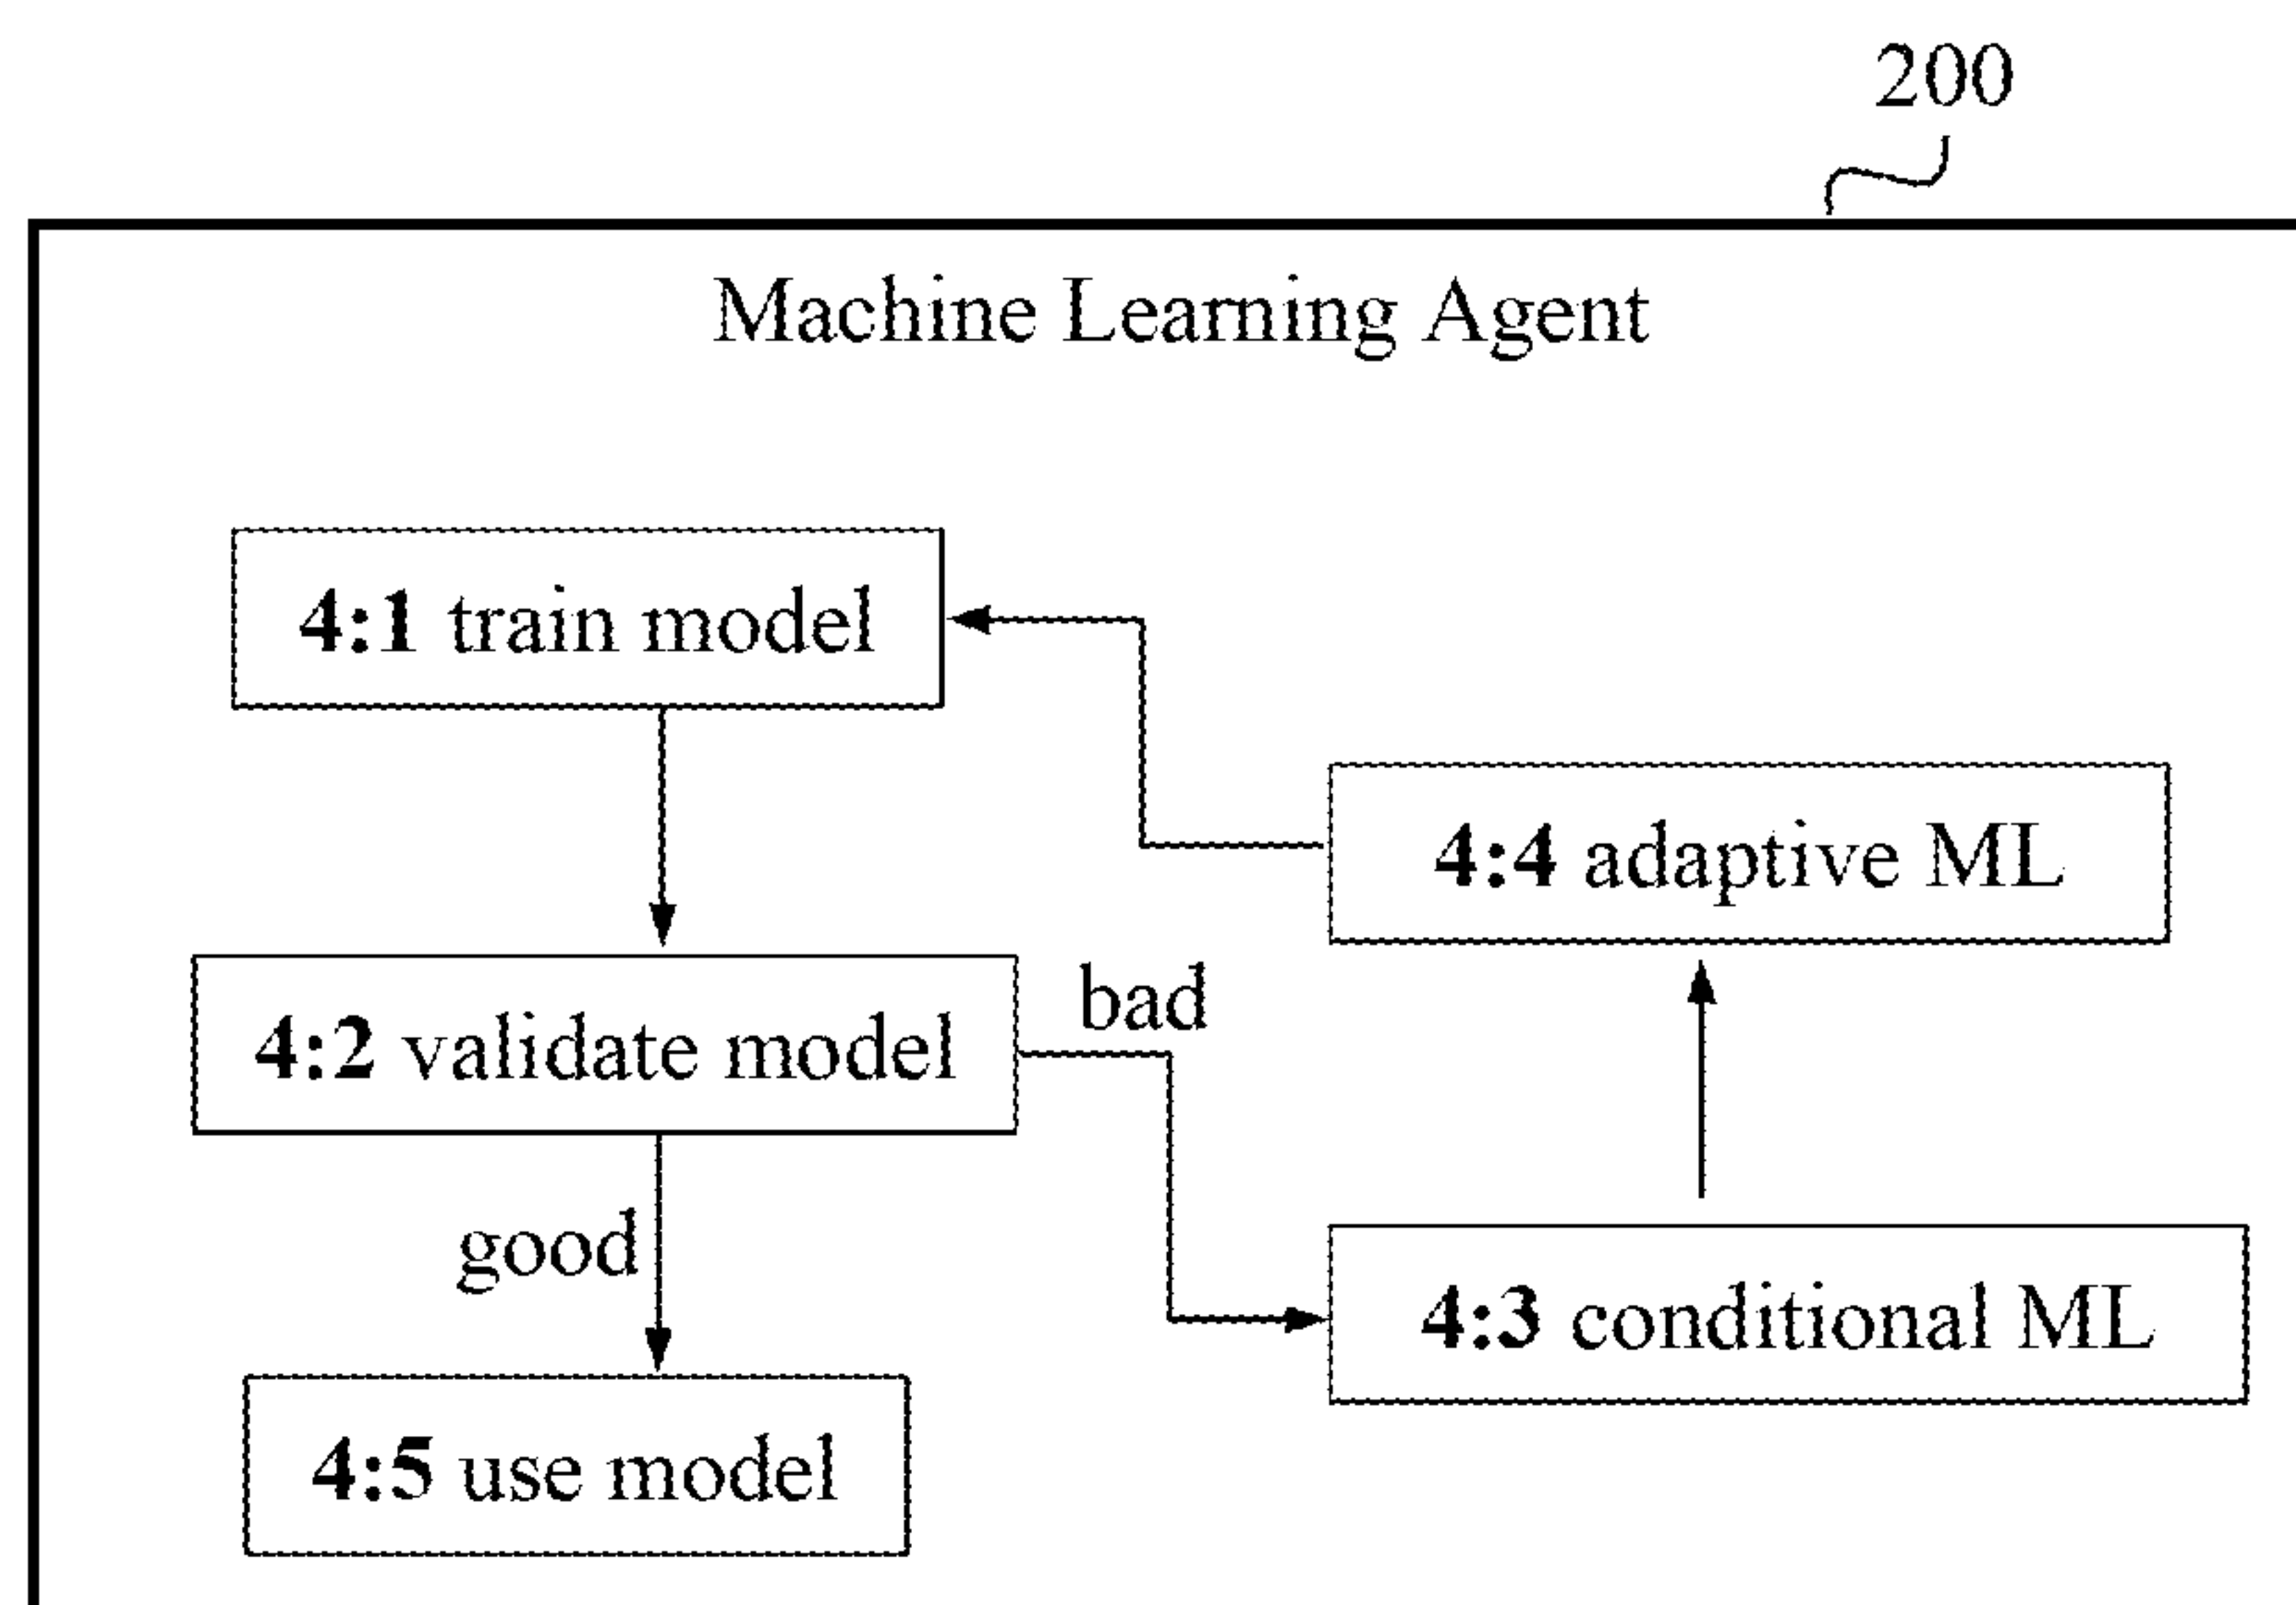 200
Machine Learning Agent
4:1 train model
4:4 adaptive ML
4:2 validate model
bad
good
4:3 conditional ML
4:5 use model